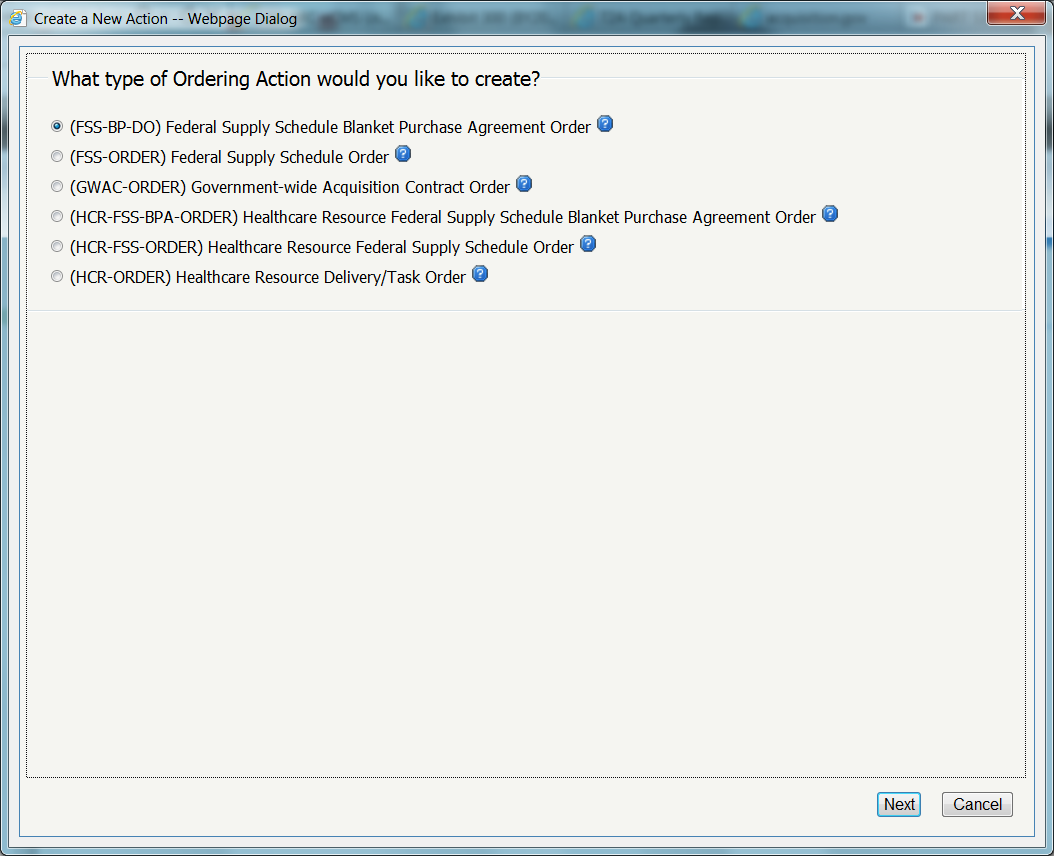 Create a New Action -- Webpage Dialog
What type of Ordering Action would you like to create?
(FSS-BP-DO) Federal Supply Schedule Blanket Purchase Agreement Order ?
(FSS-ORDER) Federal Supply Schedule Order ?
(GWAC-ORDER) Government-wide Acquisition Contract Order ?
(HCR-FSS-BPA-ORDER) Healthcare Resource Federal Supply Schedule Blanket Purchase Agreement Order ?
(HCR-FSS-ORDER) Healthcare Resource Federal Supply Schedule Order ?
(HCR-ORDER) Healthcare Resource Delivery/Task Order ?
Next Cancel